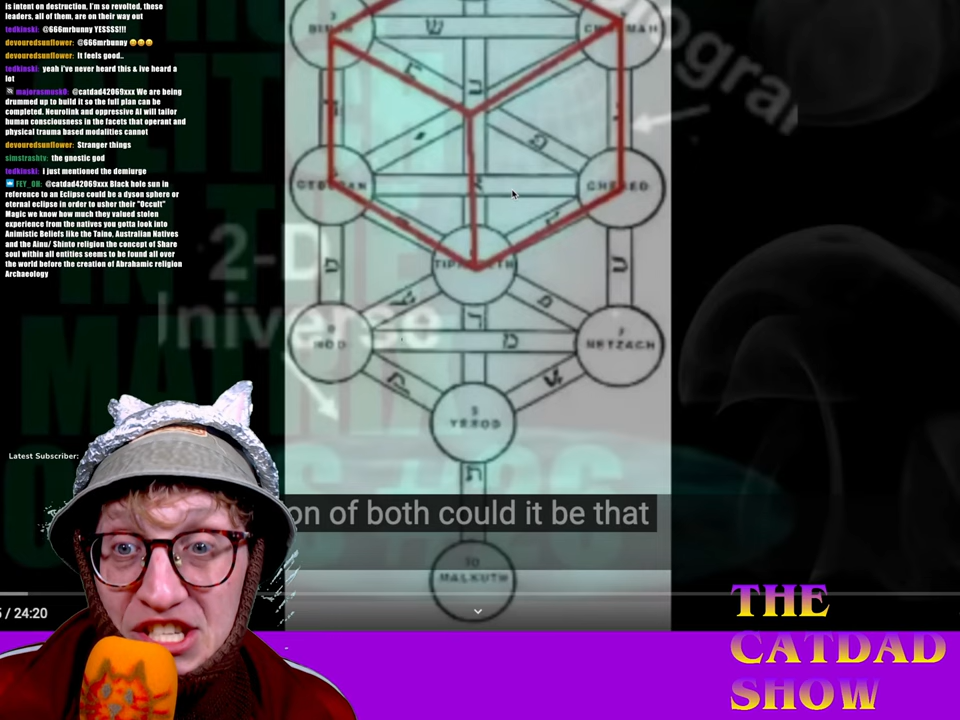 is intent on destruction, I'm so revolted, these
leaders, all of them, are on their way out
tedkinski: @666mrbunny YESSSS!!!
devouredsunflower: @666mrbunny
devouredsunflower: It feels good..
tedkinski: yeah i've never heard this & ive heard a
lot
majorusmusk0: @catdad42069xxx We are being
drummed up to build it so the full plan can be
completed. Neurolink and oppressive AI will tailor
human consciousness in the facets that operant and
physical trauma based modalities cannot
devouredsunflower: Stranger things
simstrashtv: the gnostic god
tedkinski: i just mentioned the demiurge
FEY_OH: @catdad42069xxx Black hole sun in
reference to an Eclipse could be a dyson sphere or
eternal eclipse in order to usher their "Occult"
Magic we know how much they valued stolen
experience from the natives you gotta look into
Animistic Beliefs like the Taino, Australian Natives
and the Ainu/ Shinto religion the concept of Share
soul within all entities seems to be found all over
the world before the creation of Abrahamic religion
Archaeology
ש
2-D
Universe
HOD
7
NETZACH
מ
YESOD
ת
10
MALKUTH
on of both could it be that
/ 24:20
Latest Subscriber:
THE
CATDAD
SHOW